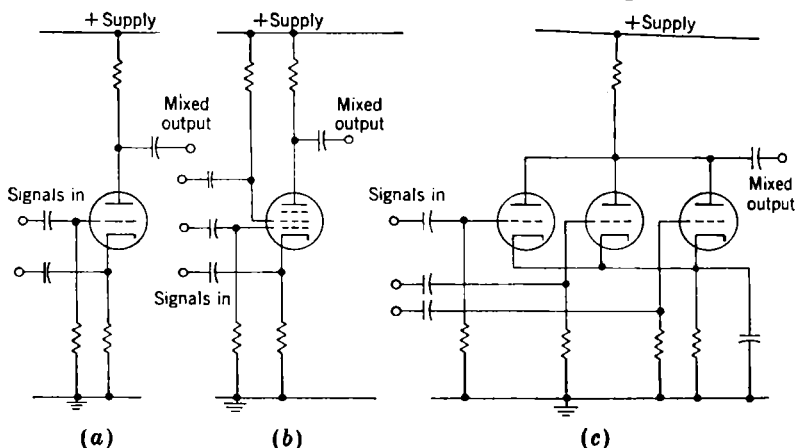 +Supply
Mixed
output
Signals in
(a)
+Supply
Mixed
output
Signals in
(b)
+Supply
Signals in
Mixed
output
(c)